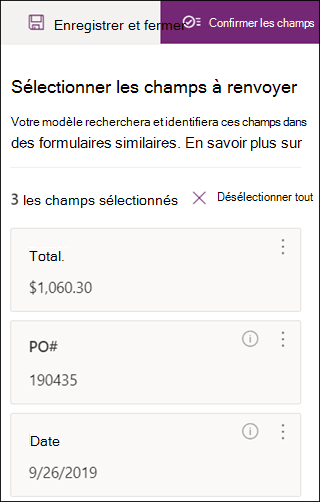 Enregistrer et fermer
Confirmer les champs
Sélectionner les champs à renvoyer
Votre modèle recherchera et identifiera ces champs dans
des formulaires similaires. En savoir plus sur
3 les champs sélectionnés
Désélectionner tout
Total.
$1,060.30
PO#
190435
Date
9/26/2019